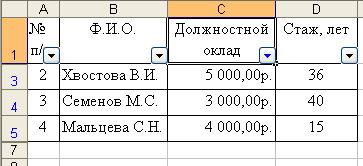 A B C D
1 № Ф.И.О. Должностной Стаж, лет
п/ оклад
3 2 Хвостова В.И. 5 000,00р. 36
4 3 Семенов М.С. 3 000,00р. 40
5 4 Мальцева С.Н. 4 000,00р. 15
7